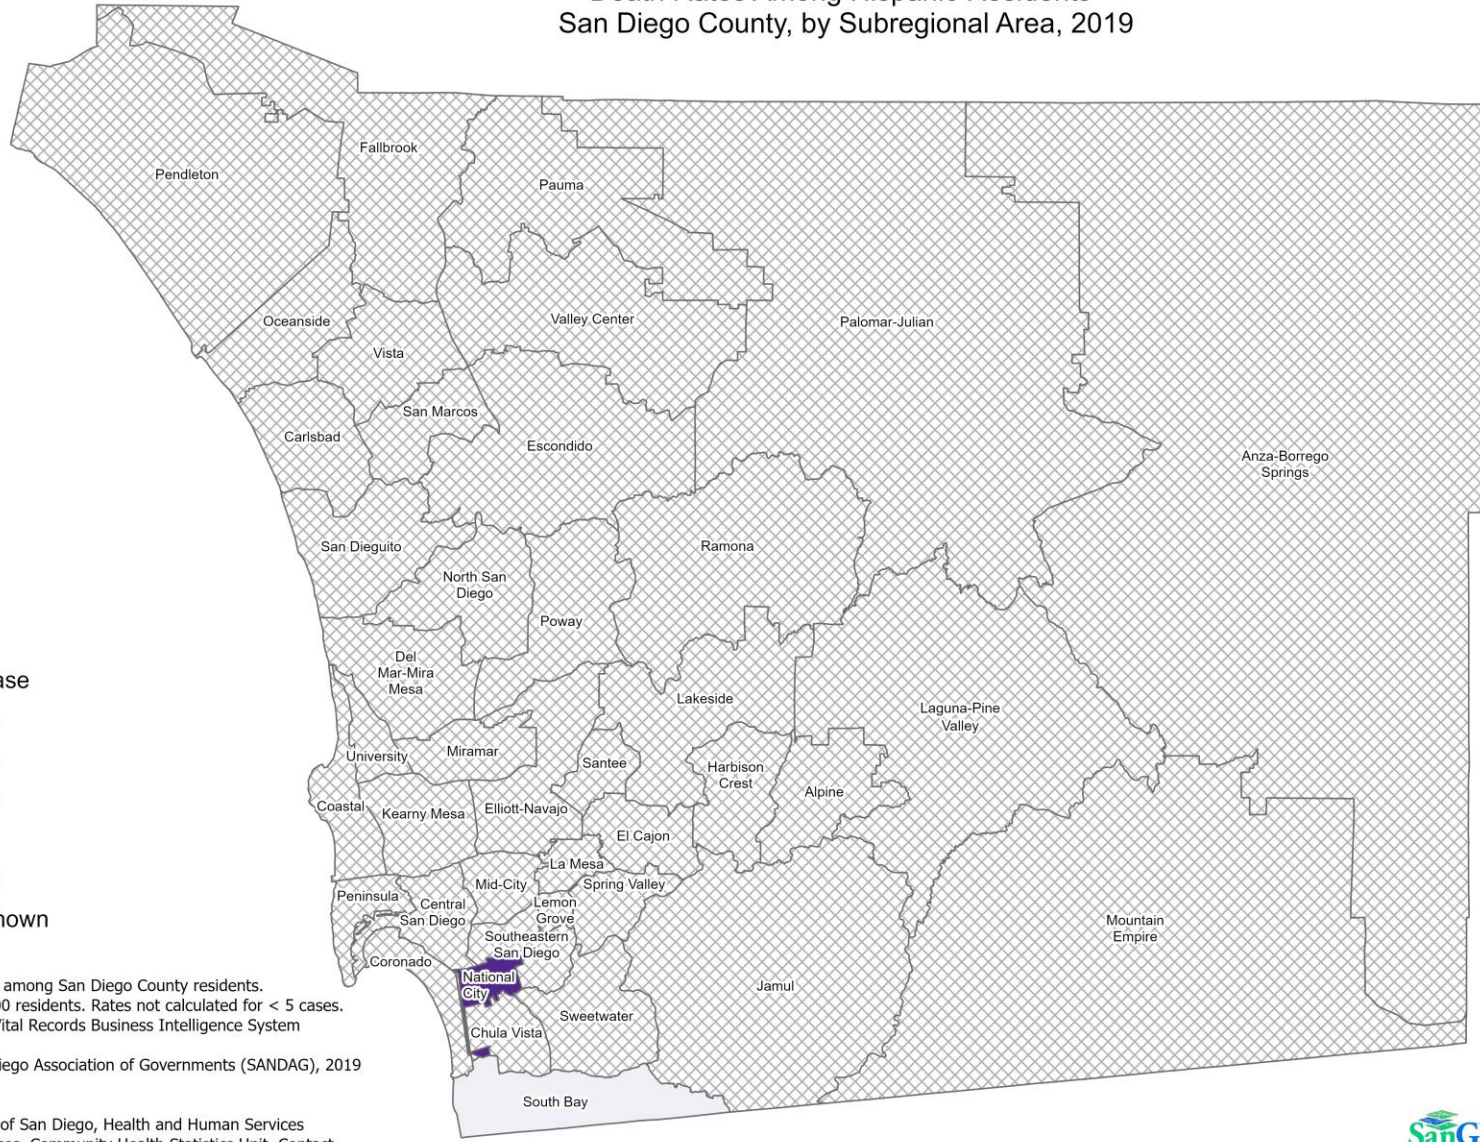 San Diego County, by Subregional Area, 2019
Pendleton
Fallbrook
Pauma
Oceanside
Vista
Valley Center
Palomar-Julian
San Marcos
Carlsbad
Escondido
Anza-Borrego
Springs
San Dieguito
North San
Diego
Ramona
Poway
Del
Mar-Mira
Mesa
Lakeside
Laguna-Pine
Valley
University
Miramar
Santee
Harbison
Crest
Alpine
Coastal
Kearny Mesa
Elliott-Navajo
El Cajon
La Mesa
Peninsula
Central
San Diego
Mid-City
Spring Valley
Lemon
Grove
Southeastern
San Diego
Mountain
Empire
Coronado
National
City
Jamul
Sweetwater
Chula Vista
South Bay
ase
nown
among San Diego County residents.
00 residents. Rates not calculated for < 5 cases.
Vital Records Business Intelligence System
iego Association of Governments (SANDAG), 2019
of San Diego, Health and Human Services
SanG